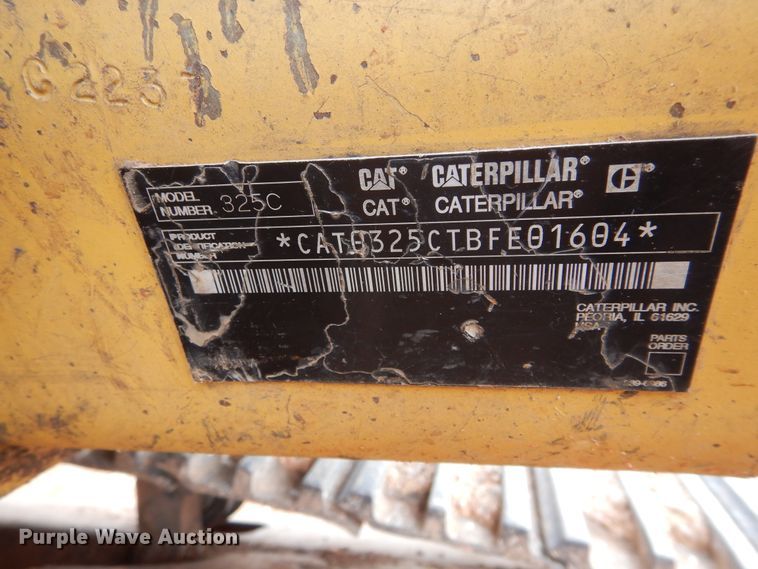 G2237
CAT® CATERPILLAR® C®
CAT® CATERPILLAR®
MODEL
NUMBER 325C
PRODUCT
IDENTIFICATION
NUMBER
*CAT0325CTBFE01604*
CATERPILLAR INC.
PEORIA, IL 61629
USA
PARTS
ORDER
Purple Wave Auction